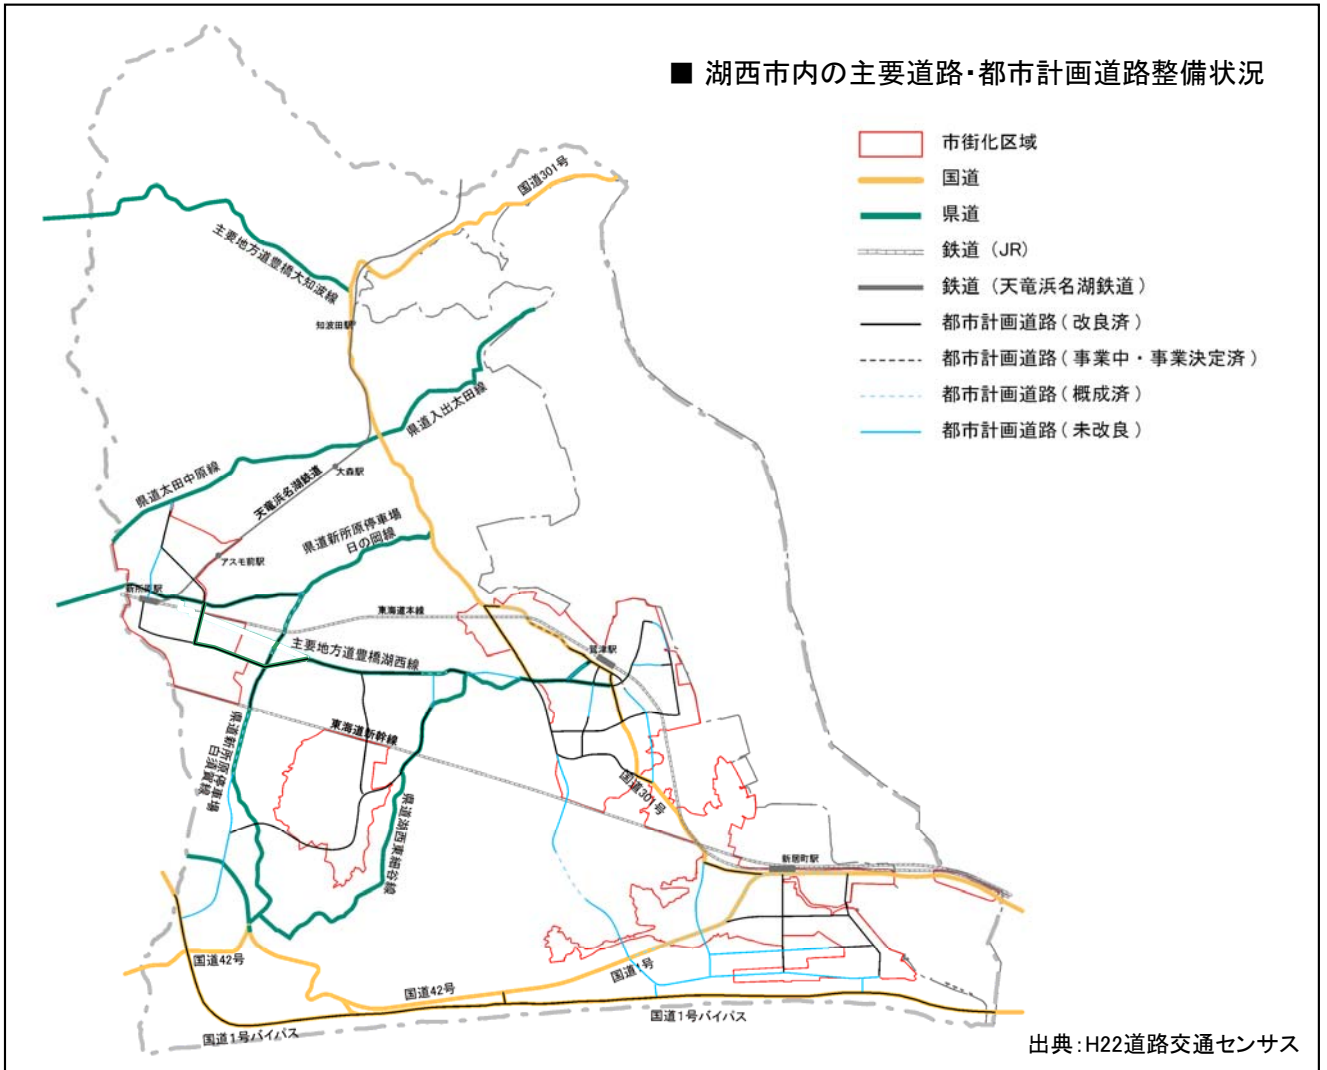 ■ 湖西市内の主要道路・都市計画道路整備状況
市街化区域
国道
県道
鉄道（JR）
鉄道（天竜浜名湖鉄道）
都市計画道路（改良済）
都市計画道路（事業中・事業決定済）
都市計画道路（概成済）
都市計画道路（未改良）
国道301号
主要地方道豊橋大知波線
知波田駅
県道入出太田線
県道太田中原線
大森駅
天竜浜名湖鉄道
県道新所原停車場
日の岡線
アスモ前駅
新所原駅
東海道本線
鷲津駅
主要地方道豊橋湖西線
東海道新幹線
県道新所原停車場
白須賀線
国道301号
県道湖西東細谷線
新居町駅
国道42号
国道1号
国道42号
国道1号バイパス
国道1号バイパス
出典：H22道路交通センサス